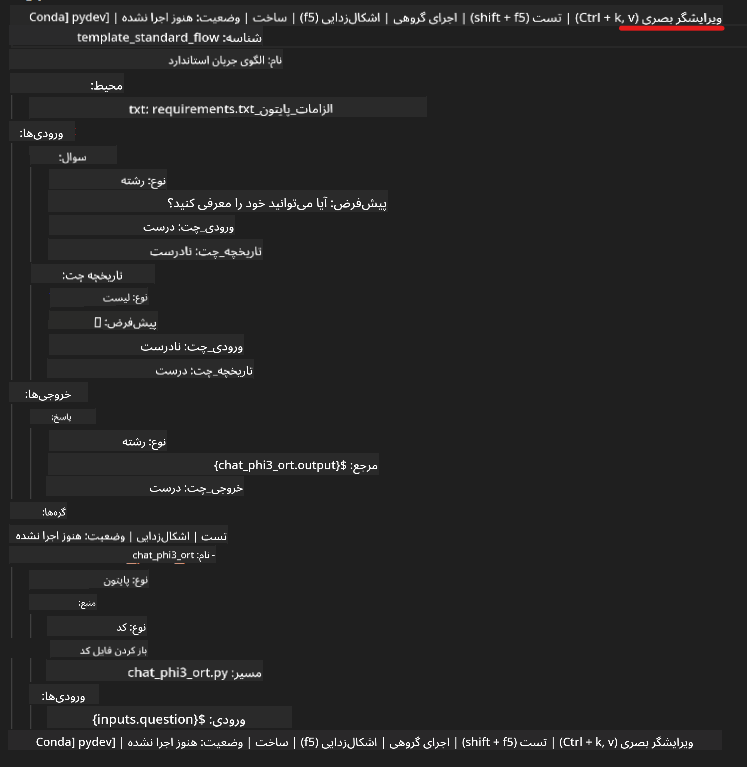 ویرایشگر بصری (Ctrl + k, v) | تست (shift + f5) | اجرای گروهی | اشکال‌زدایی (f5) | ساخت | وضعیت: هنوز اجرا نشده | Conda] pydev]
شناسه: template_standard_flow
نام: الگوی جریان استاندارد
محیط:
الزامات_پایتون_txt: requirements.txt
ورودی‌ها:
سوال:
نوع: رشته
پیش‌فرض: آیا می‌توانید خود را معرفی کنید؟
ورودی_چت: درست
تاریخچه_چت: نادرست
تاریخچه چت:
نوع: لیست
پیش‌فرض: []
ورودی_چت: نادرست
تاریخچه_چت: درست
خروجی‌ها:
پاسخ:
نوع: رشته
مرجع: ${chat_phi3_ort.output}
خروجی_چت: درست
گره‌ها:
تست | اشکال‌زدایی | وضعیت: هنوز اجرا نشده
- نام: chat_phi3_ort
نوع: پایتون
منبع:
نوع: کد
باز کردن فایل کد
مسیر: chat_phi3_ort.py
ورودی‌ها:
ورودی: ${inputs.question}
ویرایشگر بصری (Ctrl + k, v) | تست (shift + f5) | اجرای گروهی | اشکال‌زدایی (f5) | ساخت | وضعیت: هنوز اجرا نشده | Conda] pydev]